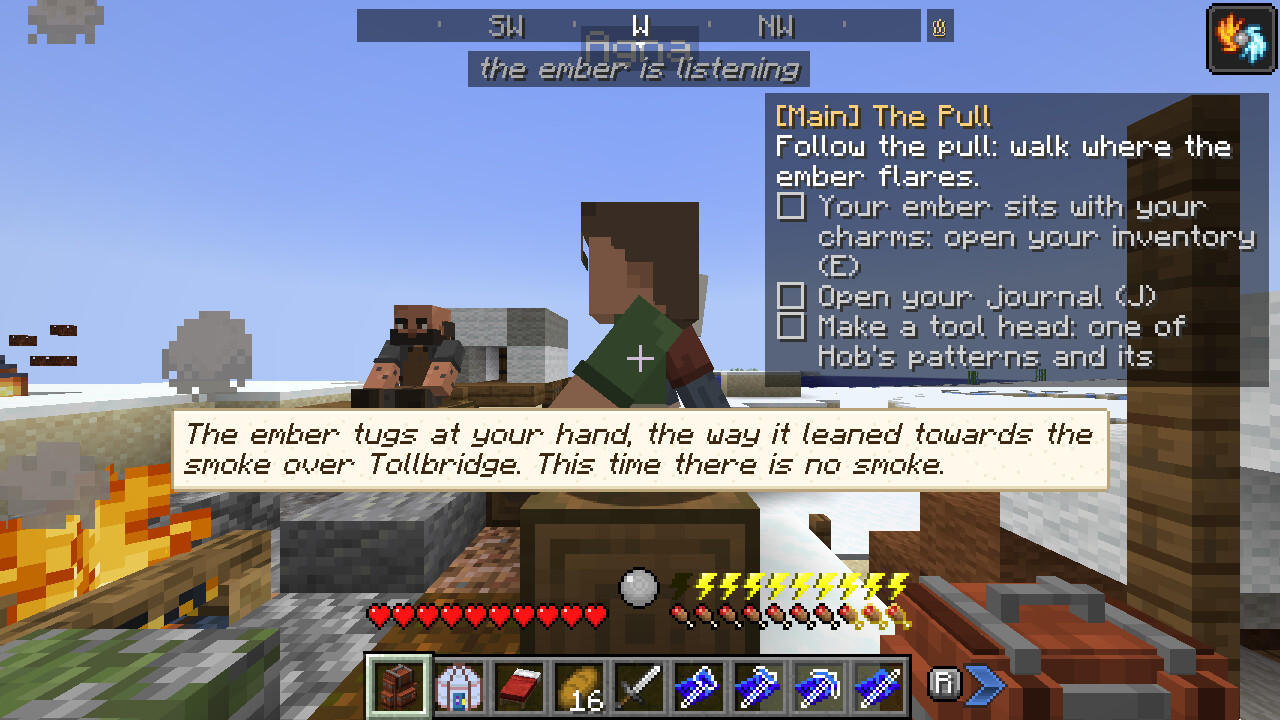 SW W NW
Agna
the ember is listening
[Main] The Pull
Follow the pull: walk where the
ember flares.
Your ember sits with your
charms: open your inventory
(E)
Open your journal (J)
Make a tool head: one of
Hob's patterns and its
The ember tugs at your hand, the way it leaned towards the
smoke over Tollbridge. This time there is no smoke.
16
R